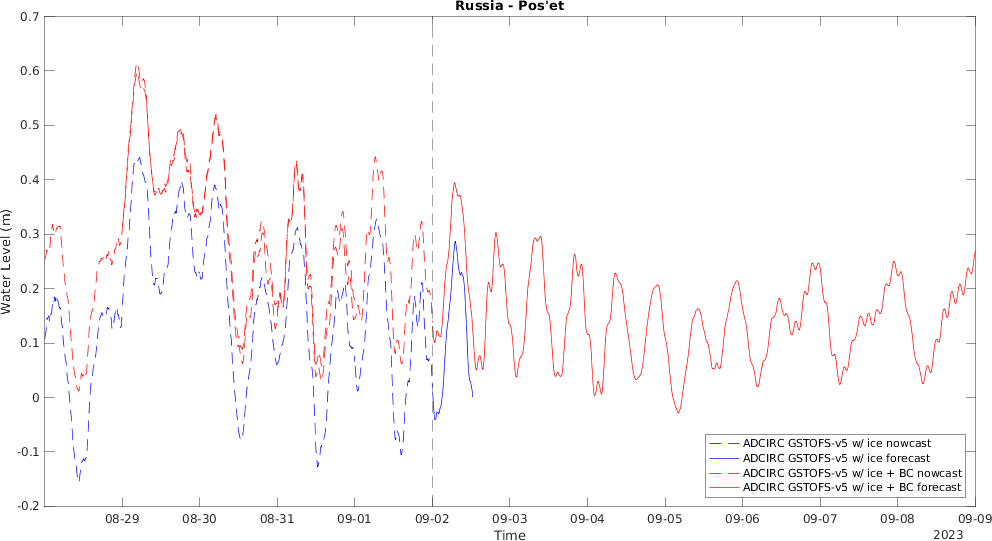 Russia - Pos'et
Water Level (m)
0.7
0.6
0.5
0.4
0.3
0.2
0.1
0
-0.1
-0.2
ADCIRC GSTOFS-v5 w/ ice nowcast
ADCIRC GSTOFS-v5 w/ ice forecast
ADCIRC GSTOFS-v5 w/ ice + BC nowcast
ADCIRC GSTOFS-v5 w/ ice + BC forecast
08-29 08-30 08-31 09-01 09-02 09-03 09-04 09-05 09-06 09-07 09-08 09-09
Time
2023